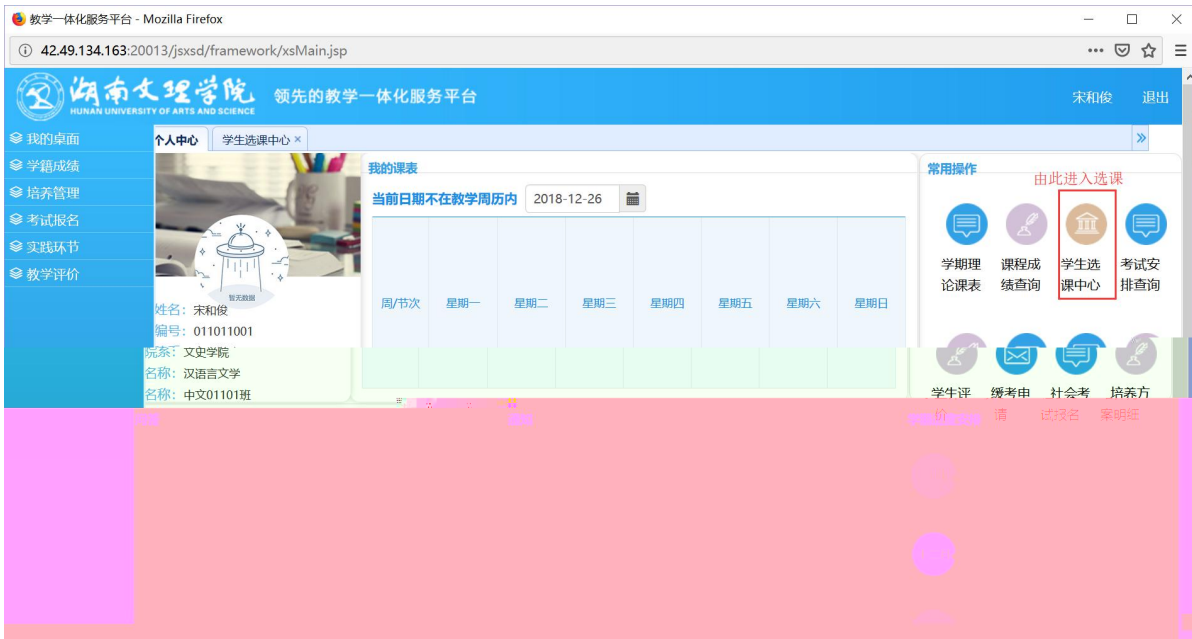 教学一体化服务平台 - Mozilla Firefox
42.49.134.163:20013/jsxsd/framework/xsMain.jsp
湖南文理学院
HUNAN UNIVERSITY OF ARTS AND SCIENCE
领先的教学一体化服务平台
宋和俊 退出
我的桌面
学籍成绩
培养管理
考试报名
实践环节
教学评价
个人中心 学生选课中心 ×
暂无数据
姓名：宋和俊
编号：011011001
院系：文史学院
名称：汉语言文学
名称：中文01101班
我的课表
当前日期不在教学周历内 2018-12-26
周/节次 星期一 星期二 星期三 星期四 星期五 星期六 星期日
常用操作
由此进入选课
学期理论课表
课程成绩查询
学生选课中心
考试安排查询
学生评价
缓考申请
社会考试报名
培养方案明细